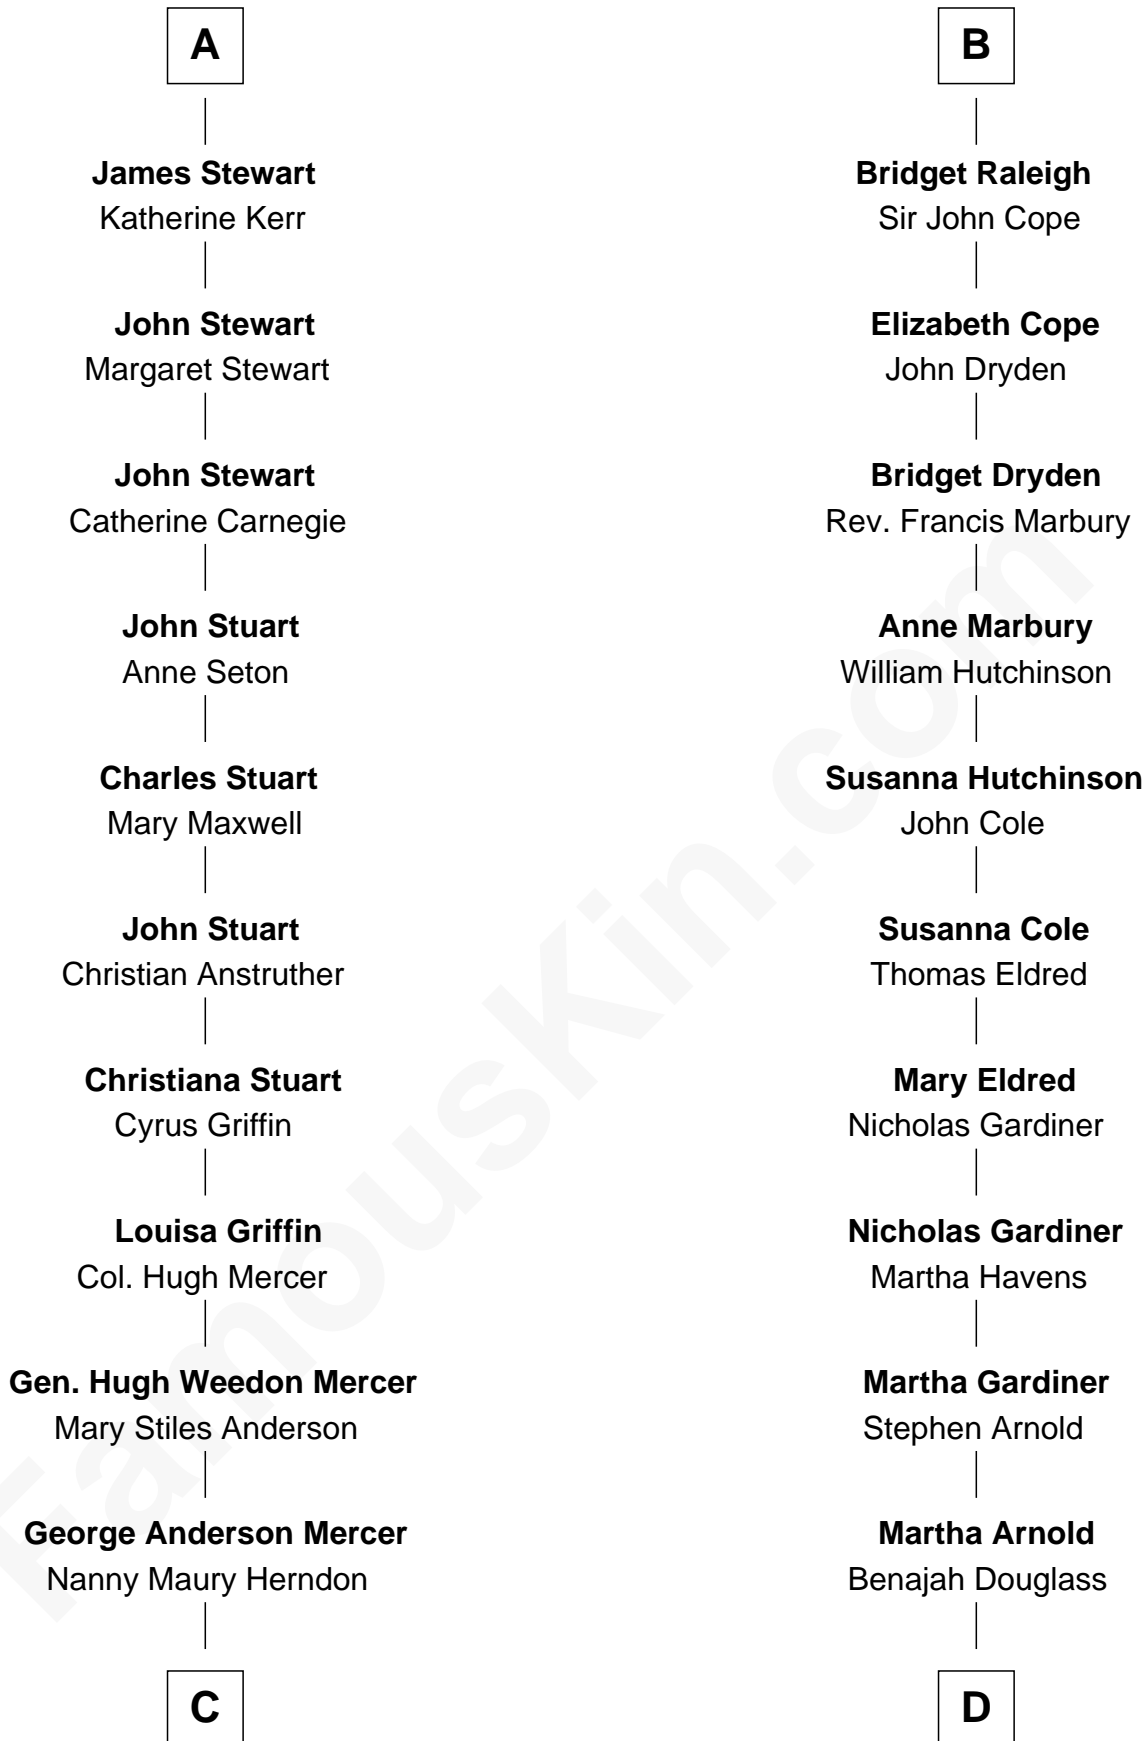 A
James Stewart
Katherine Kerr
John Stewart
Margaret Stewart
John Stewart
Catherine Carnegie
John Stuart
Anne Seton
Charles Stuart
Mary Maxwell
John Stuart
Christian Anstruther
Christiana Stuart
Cyrus Griffin
Louisa Griffin
Col. Hugh Mercer
Gen. Hugh Weedon Mercer
Mary Stiles Anderson
George Anderson Mercer
Nanny Maury Herndon
C
B
Bridget Raleigh
Sir John Cope
Elizabeth Cope
John Dryden
Bridget Dryden
Rev. Francis Marbury
Anne Marbury
William Hutchinson
Susanna Hutchinson
John Cole
Susanna Cole
Thomas Eldred
Mary Eldred
Nicholas Gardiner
Nicholas Gardiner
Martha Havens
Martha Gardiner
Stephen Arnold
Martha Arnold
Benajah Douglass
D
FamousKin.com